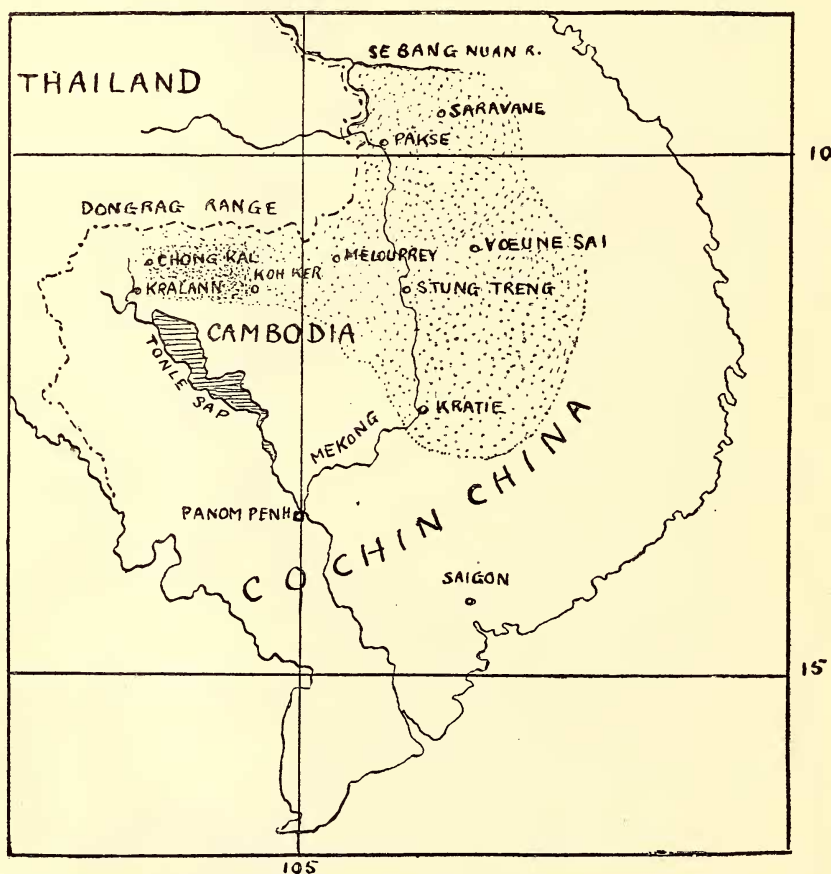 SE BANG NUAN R.
THAILAND
SARAVANE
PAKSE
10
DONGRAG RANGE
CHONG KAL
MELOUPREY
VŒUNE SAI
KOH KER
KRALANN
STUNG TRENG
CAMBODIA
TONLE SAP
KRATIE
MEKONG
PANOM PENH
COCHIN CHINA
SAIGON
15
105